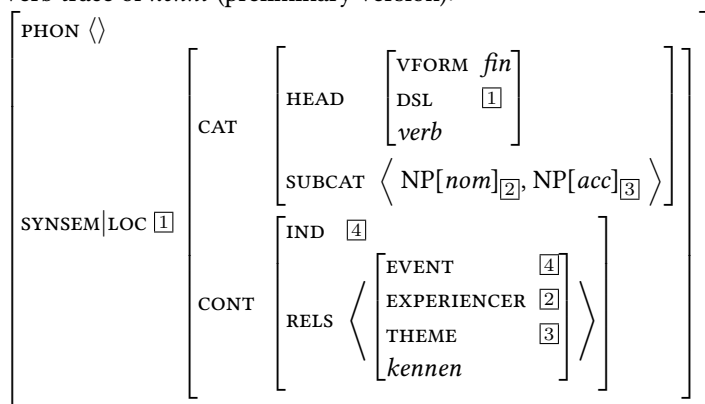 verb trace of kennt (preliminary version):
PHON ⟨⟩
SYNSEM|LOC 1
CAT
HEAD
VFORM fin
DSL 1
verb
SUBCAT ⟨ NP[nom]2, NP[acc]3 ⟩
CONT
IND 4
RELS
EVENT 4
EXPERIENCER 2
THEME 3
kennen